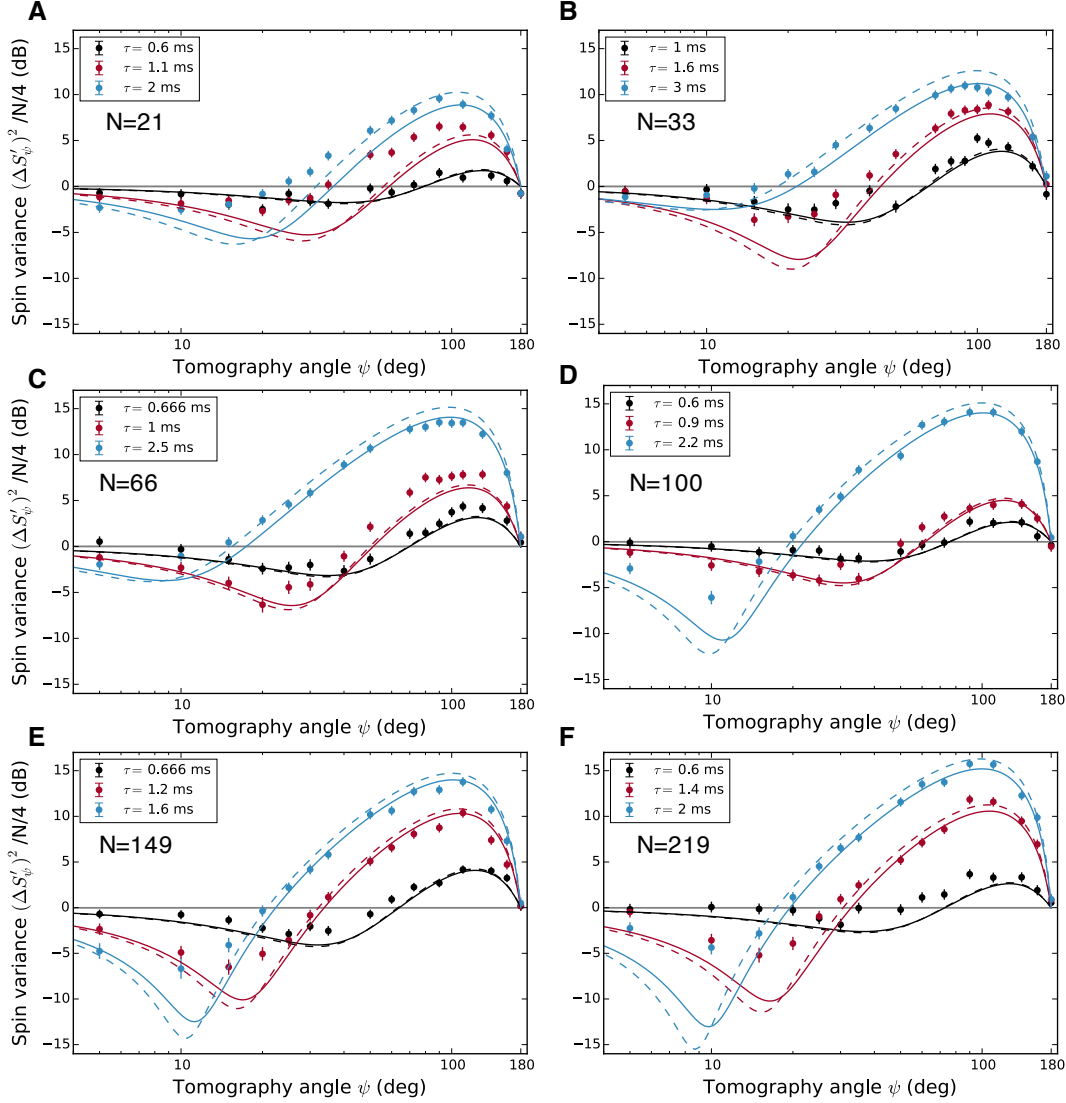 A
Spin variance (ΔS′ψ)² /N/4 (dB)
15
10
5
0
−5
−10
−15
τ = 0.6 ms
τ = 1.1 ms
τ = 2 ms
N=21
10
100
180
Tomography angle ψ (deg)
B
15
10
5
0
−5
−10
−15
τ = 1 ms
τ = 1.6 ms
τ = 3 ms
N=33
10
100
180
Tomography angle ψ (deg)
C
Spin variance (ΔS′ψ)² /N/4 (dB)
15
10
5
0
−5
−10
−15
τ = 0.666 ms
τ = 1 ms
τ = 2.5 ms
N=66
10
100
180
Tomography angle ψ (deg)
D
15
10
5
0
−5
−10
−15
τ = 0.6 ms
τ = 0.9 ms
τ = 2.2 ms
N=100
10
100
180
Tomography angle ψ (deg)
E
Spin variance (ΔS′ψ)² /N/4 (dB)
15
10
5
0
−5
−10
−15
τ = 0.666 ms
τ = 1.2 ms
τ = 1.6 ms
N=149
10
100
180
Tomography angle ψ (deg)
F
15
10
5
0
−5
−10
−15
τ = 0.6 ms
τ = 1.4 ms
τ = 2 ms
N=219
10
100
180
Tomography angle ψ (deg)